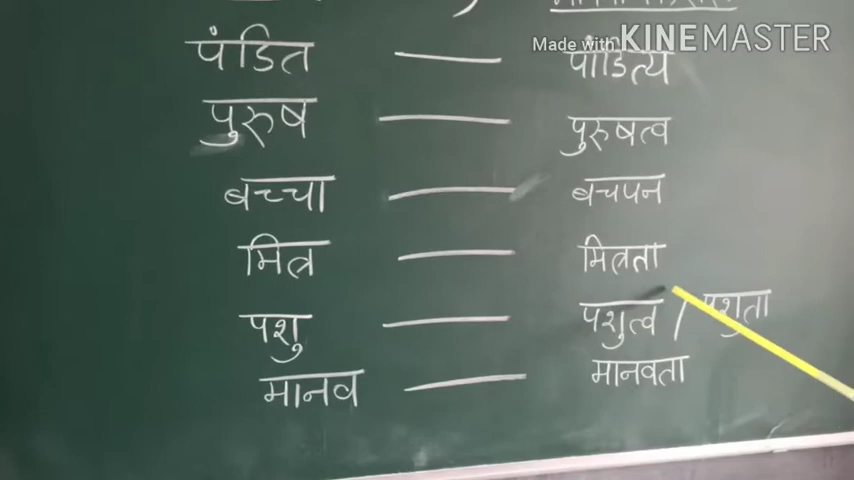 Made with KINEMASTER
पंडित — पांडित्य
पुरुष — पुरुषत्व
बच्चा — बचपन
मित्र — मित्रता
पशु — पशुत्व / पशुता
मानव — मानवता